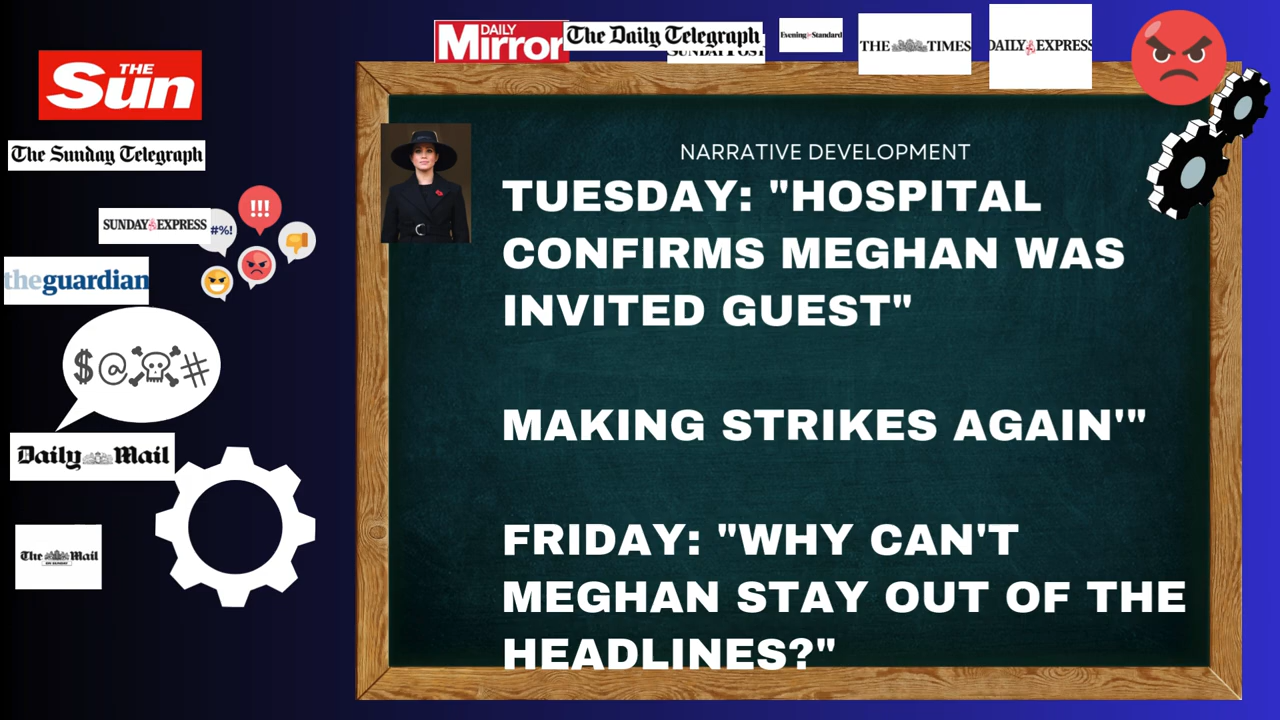 DAILY
Mirror
The Daily Telegraph
SUNDAY POST
Evening Standard
THE TIMES
DAILY EXPRESS
THE
Sun
The Sunday Telegraph
SUNDAY EXPRESS
#%!
!!!
theguardian
$@#
Daily Mail
The Mail
NARRATIVE DEVELOPMENT
TUESDAY: "HOSPITAL
CONFIRMS MEGHAN WAS
INVITED GUEST"
MAKING STRIKES AGAIN'"
FRIDAY: "WHY CAN'T
MEGHAN STAY OUT OF THE
HEADLINES?"